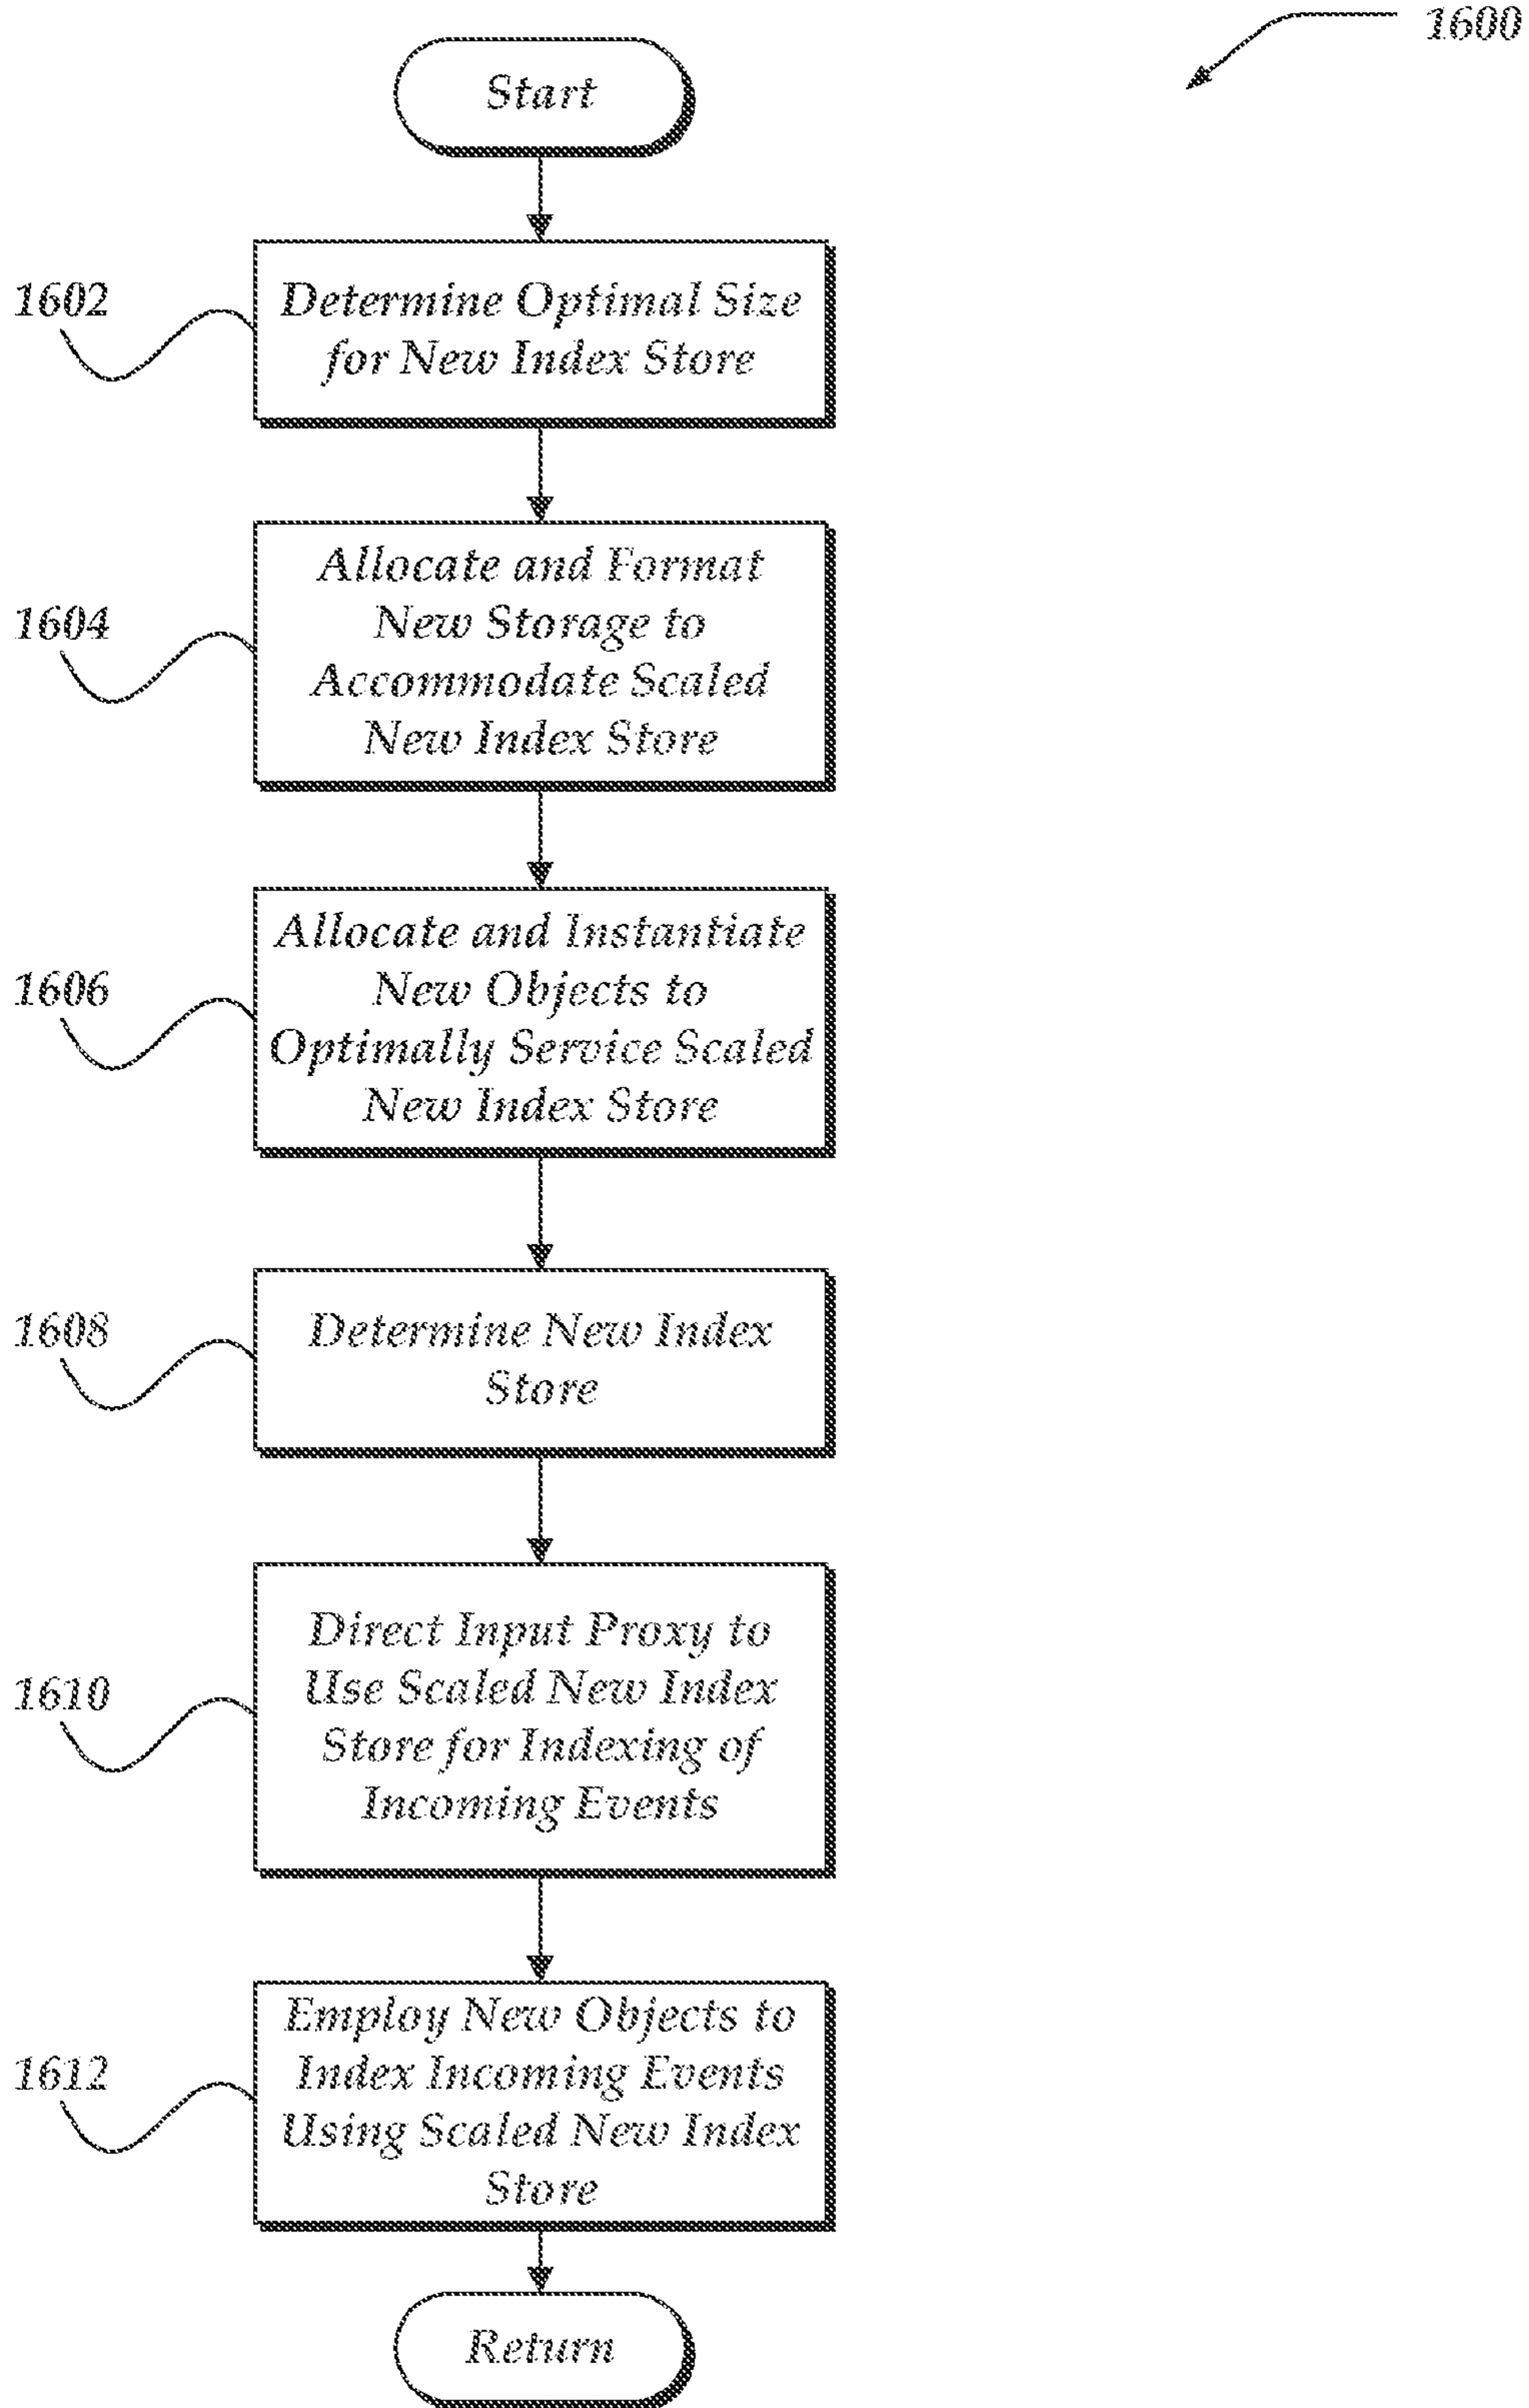 1600
Start
1602
Determine Optimal Size
for New Index Store
1604
Allocate and Format
New Storage to
Accommodate Scaled
New Index Store
1606
Allocate and Instantiate
New Objects to
Optimally Service Scaled
New Index Store
1608
Determine New Index
Store
1610
Direct Input Proxy to
Use Scaled New Index
Store for Indexing of
Incoming Events
1612
Employ New Objects to
Index Incoming Events
Using Scaled New Index
Store
Return